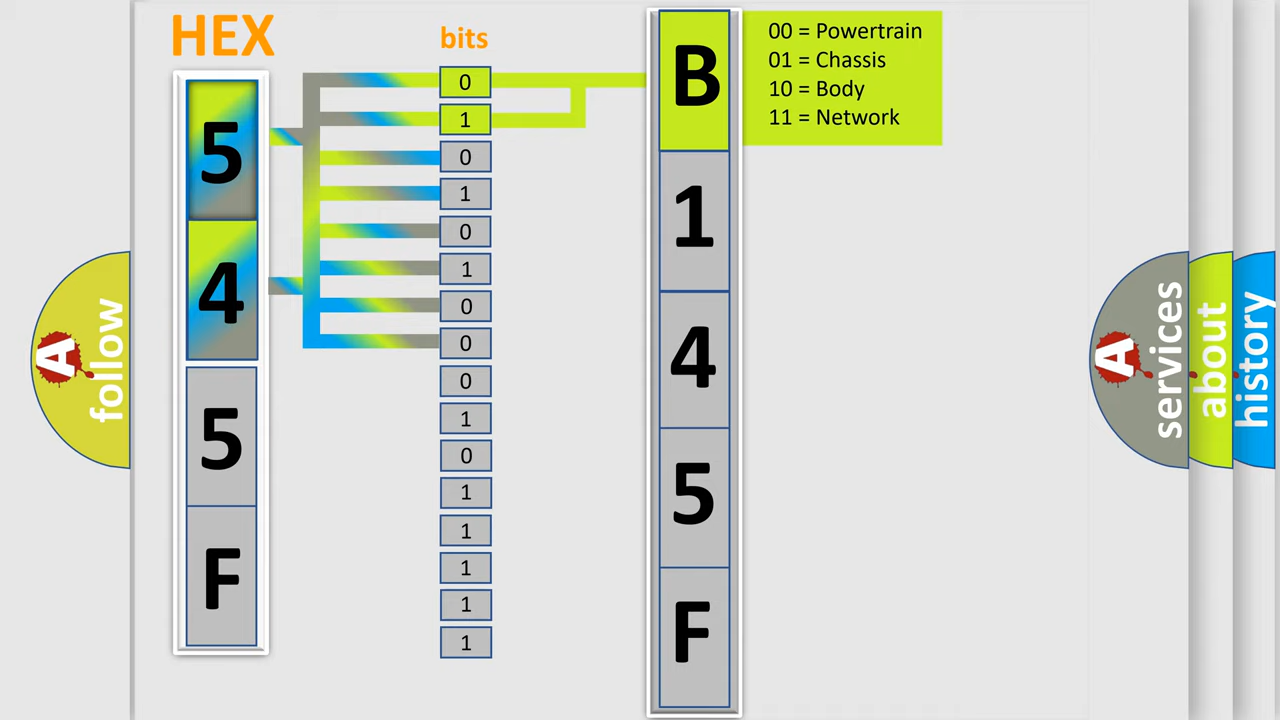 HEX
5
4
5
F
bits
0
1
0
1
0
1
0
0
0
1
0
1
1
1
1
1
B
1
4
5
F
00 = Powertrain
01 = Chassis
10 = Body
11 = Network
A
follow
A
services
about
history